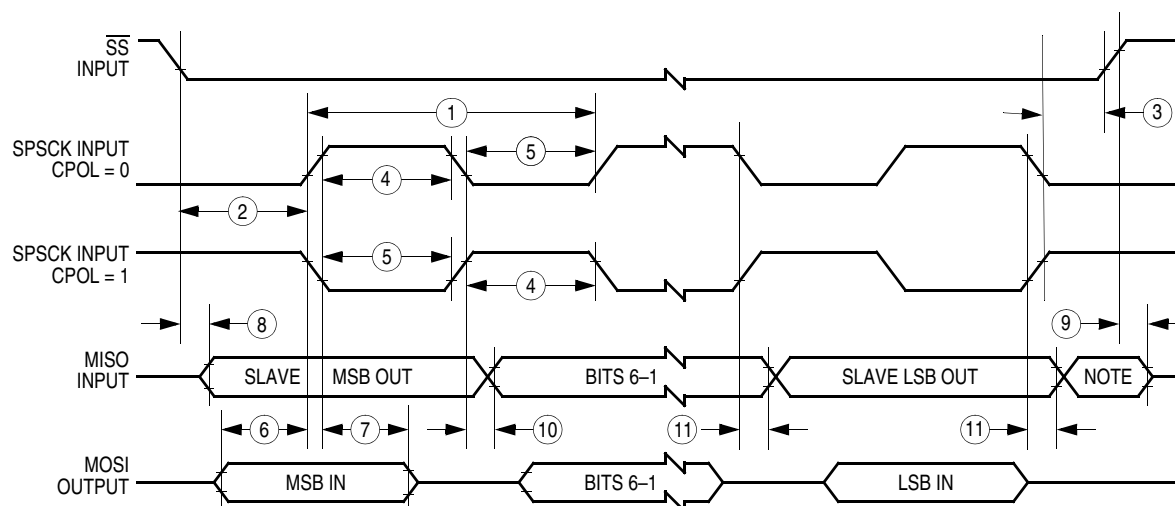 SS
INPUT
1
3
SPSCK INPUT
CPOL = 0
5
4
2
SPSCK INPUT
CPOL = 1
5
4
8
9
MISO
INPUT
SLAVE MSB OUT
BITS 6–1
SLAVE LSB OUT
NOTE
6
7
10
11
11
MOSI
OUTPUT
MSB IN
BITS 6–1
LSB IN